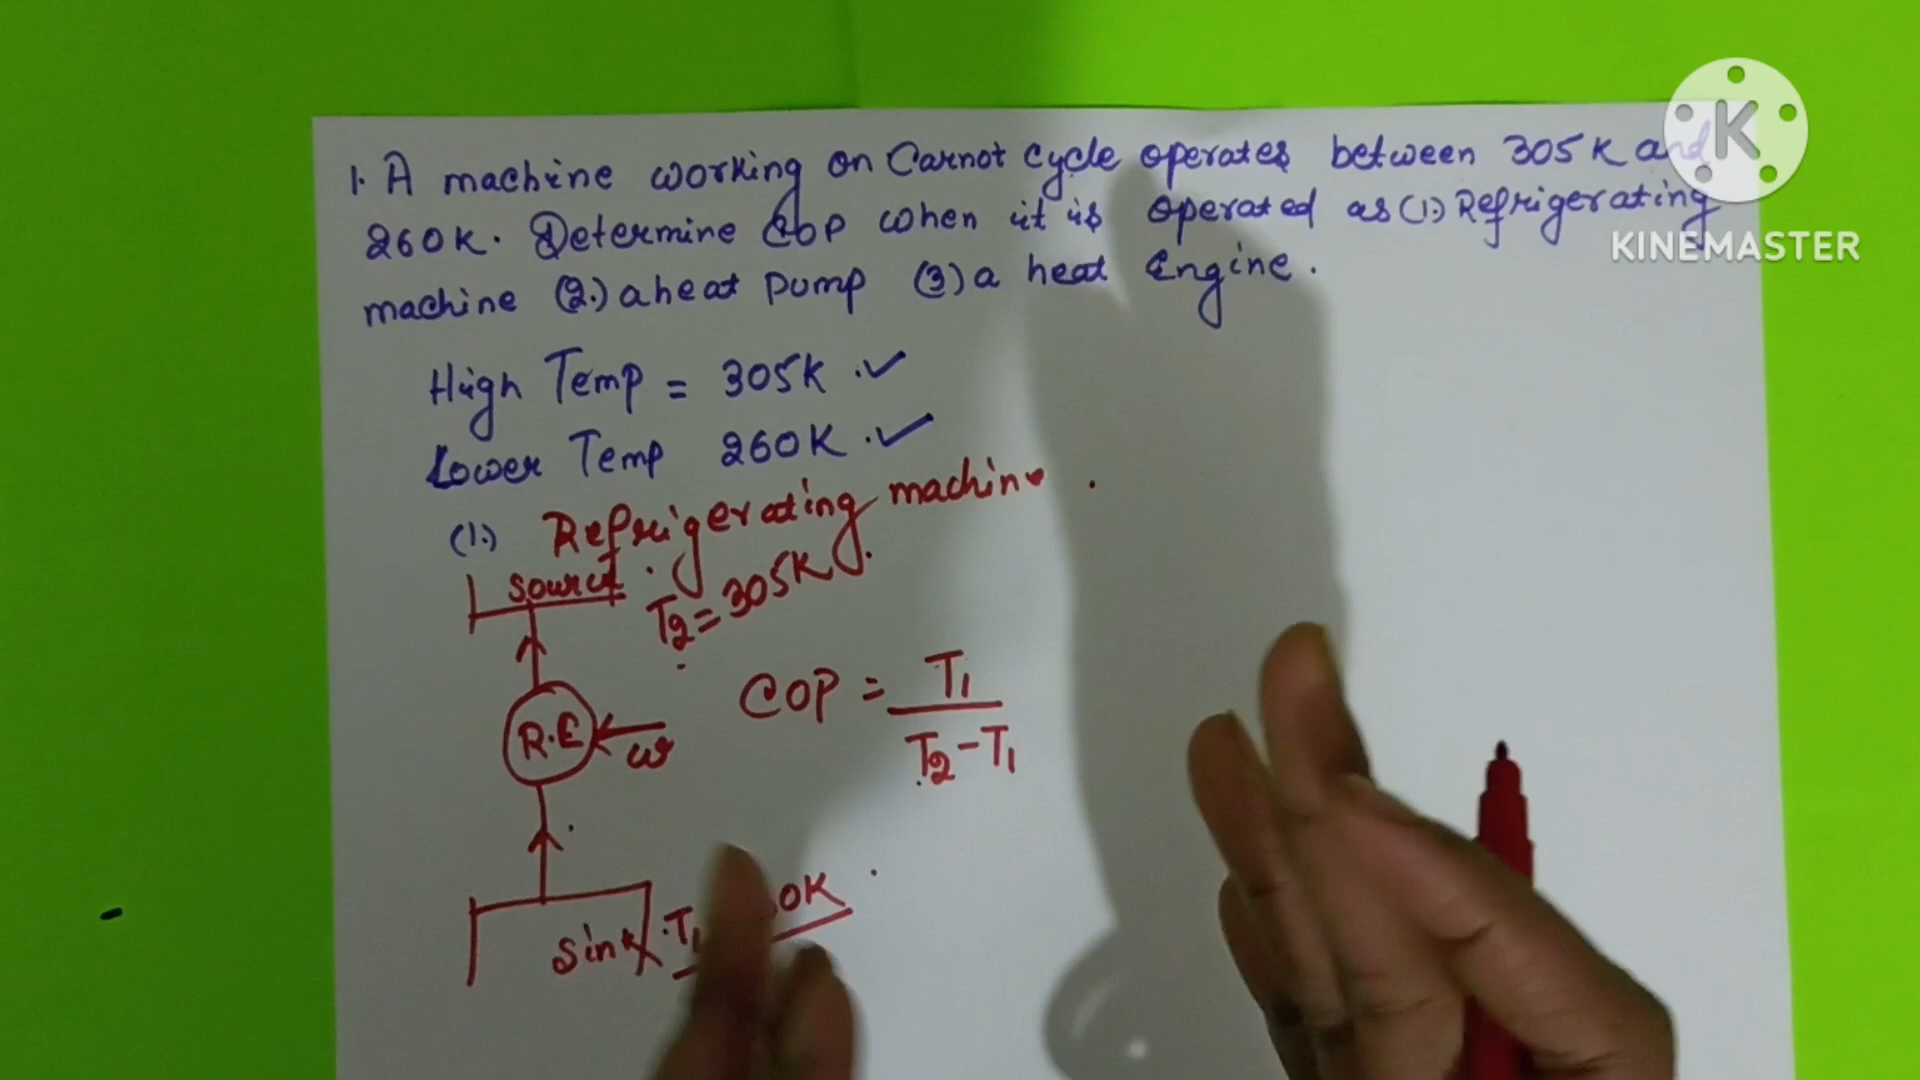 1. A machine working on Carnot cycle operates between 305K and
260K. Determine COP when it is operated as (1.) Refrigerating
machine (2.) a heat pump (3) a heat Engine.
High Temp = 305K.
Lower Temp 260K.
(1.) Refrigerating machine.
source.
T2 = 305K.
R.E
w
COP = T1
T2 - T1
sink T1 0K
K
KINEMASTER